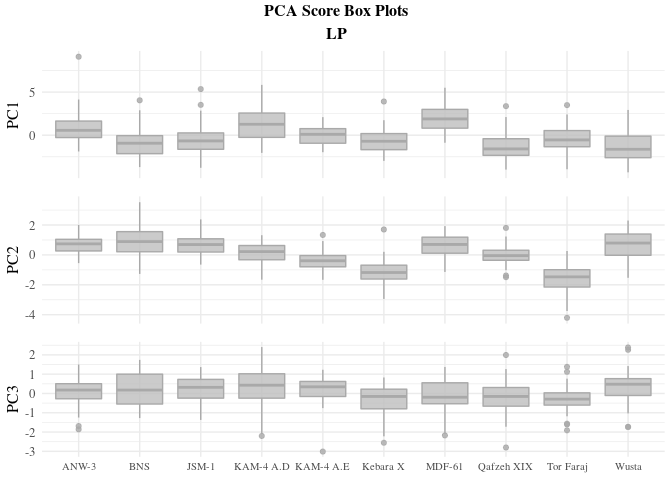 PCA Score Box Plots
LP
PC1
5
0
PC2
2
0
-2
-4
PC3
2
1
0
-1
-2
-3
ANW-3 BNS JSM-1 KAM-4 A.D KAM-4 A.E Kebara X MDF-61 Qafzeh XIX Tor Faraj Wusta